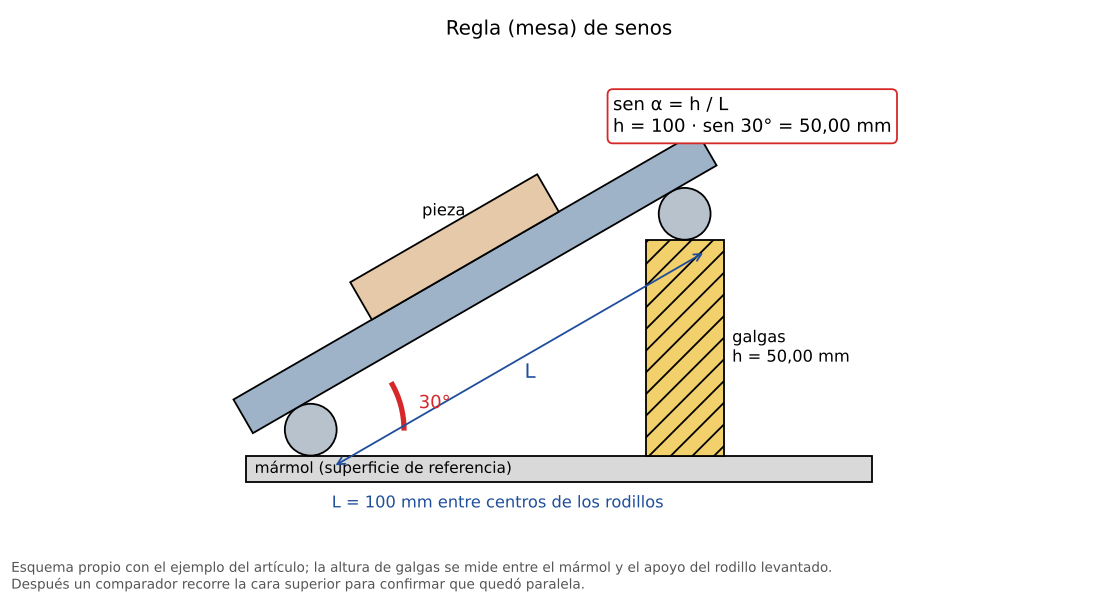 Regla (mesa) de senos
sen α = h / L
h = 100 · sen 30° = 50,00 mm
pieza
galgas
h = 50,00 mm
L
30°
mármol (superficie de referencia)
L = 100 mm entre centros de los rodillos
Esquema propio con el ejemplo del artículo; la altura de galgas se mide entre el mármol y el apoyo del rodillo levantado.
Después un comparador recorre la cara superior para confirmar que quedó paralela.